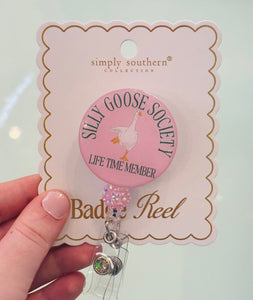 simply southern®
COLLECTION
SILLY GOOSE SOCIETY
LIFE TIME MEMBER
Badge Reel